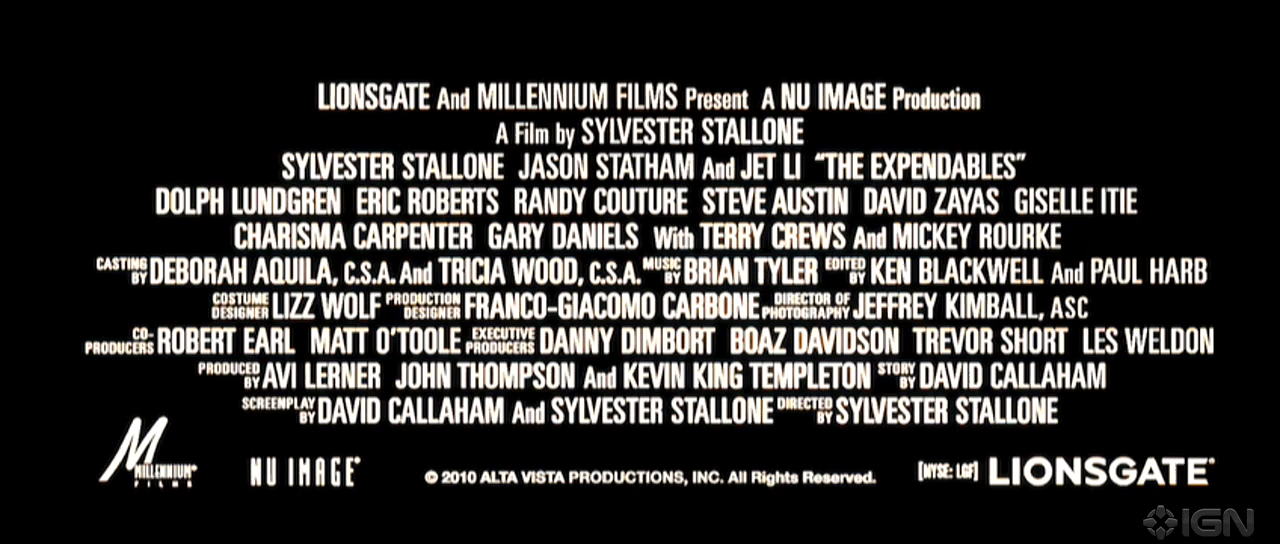 LIONSGATE And MILLENNIUM FILMS Present A NU IMAGE Production
A Film by SYLVESTER STALLONE
SYLVESTER STALLONE JASON STATHAM And JET LI "THE EXPENDABLES"
DOLPH LUNDGREN ERIC ROBERTS RANDY COUTURE STEVE AUSTIN DAVID ZAYAS GISELLE ITIE
CHARISMA CARPENTER GARY DANIELS With TERRY CREWS And MICKEY ROURKE
CASTING BY DEBORAH AQUILA, C.S.A. And TRICIA WOOD, C.S.A. MUSIC BY BRIAN TYLER EDITED BY KEN BLACKWELL And PAUL HARB
COSTUME DESIGNER LIZZ WOLF PRODUCTION DESIGNER FRANCO-GIACOMO CARBONE DIRECTOR OF PHOTOGRAPHY JEFFREY KIMBALL, ASC
CO-PRODUCERS ROBERT EARL MATT O'TOOLE EXECUTIVE PRODUCERS DANNY DIMBORT BOAZ DAVIDSON TREVOR SHORT LES WELDON
PRODUCED BY AVI LERNER JOHN THOMPSON And KEVIN KING TEMPLETON STORY BY DAVID CALLAHAM
SCREENPLAY BY DAVID CALLAHAM And SYLVESTER STALLONE DIRECTED BY SYLVESTER STALLONE
M MILLENNIUM FILMS NU IMAGE © 2010 ALTA VISTA PRODUCTIONS, INC. All Rights Reserved. [NYSE: LGF] LIONSGATE
IGN